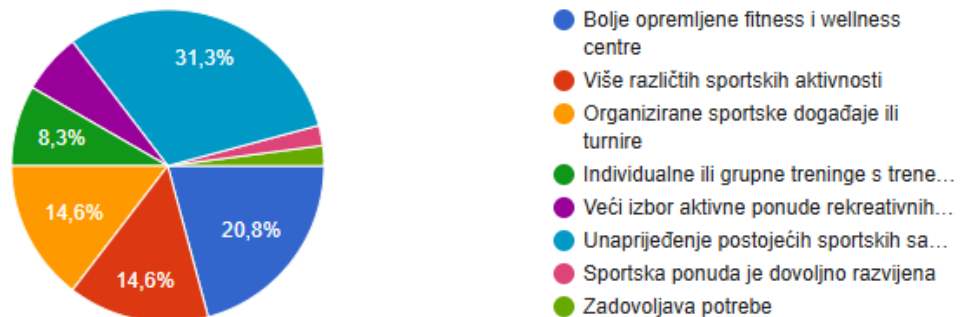 31,3%
8,3%
14,6%
14,6%
20,8%
Bolje opremljene fitness i wellness
centre
Više različtih sportskih aktivnosti
Organizirane sportske događaje ili
turnire
Individualne ili grupne treninge s trene…
Veći izbor aktivne ponude rekreativnih…
Unaprijeđenje postojećih sportskih sa…
Sportska ponuda je dovoljno razvijena
Zadovoljava potrebe